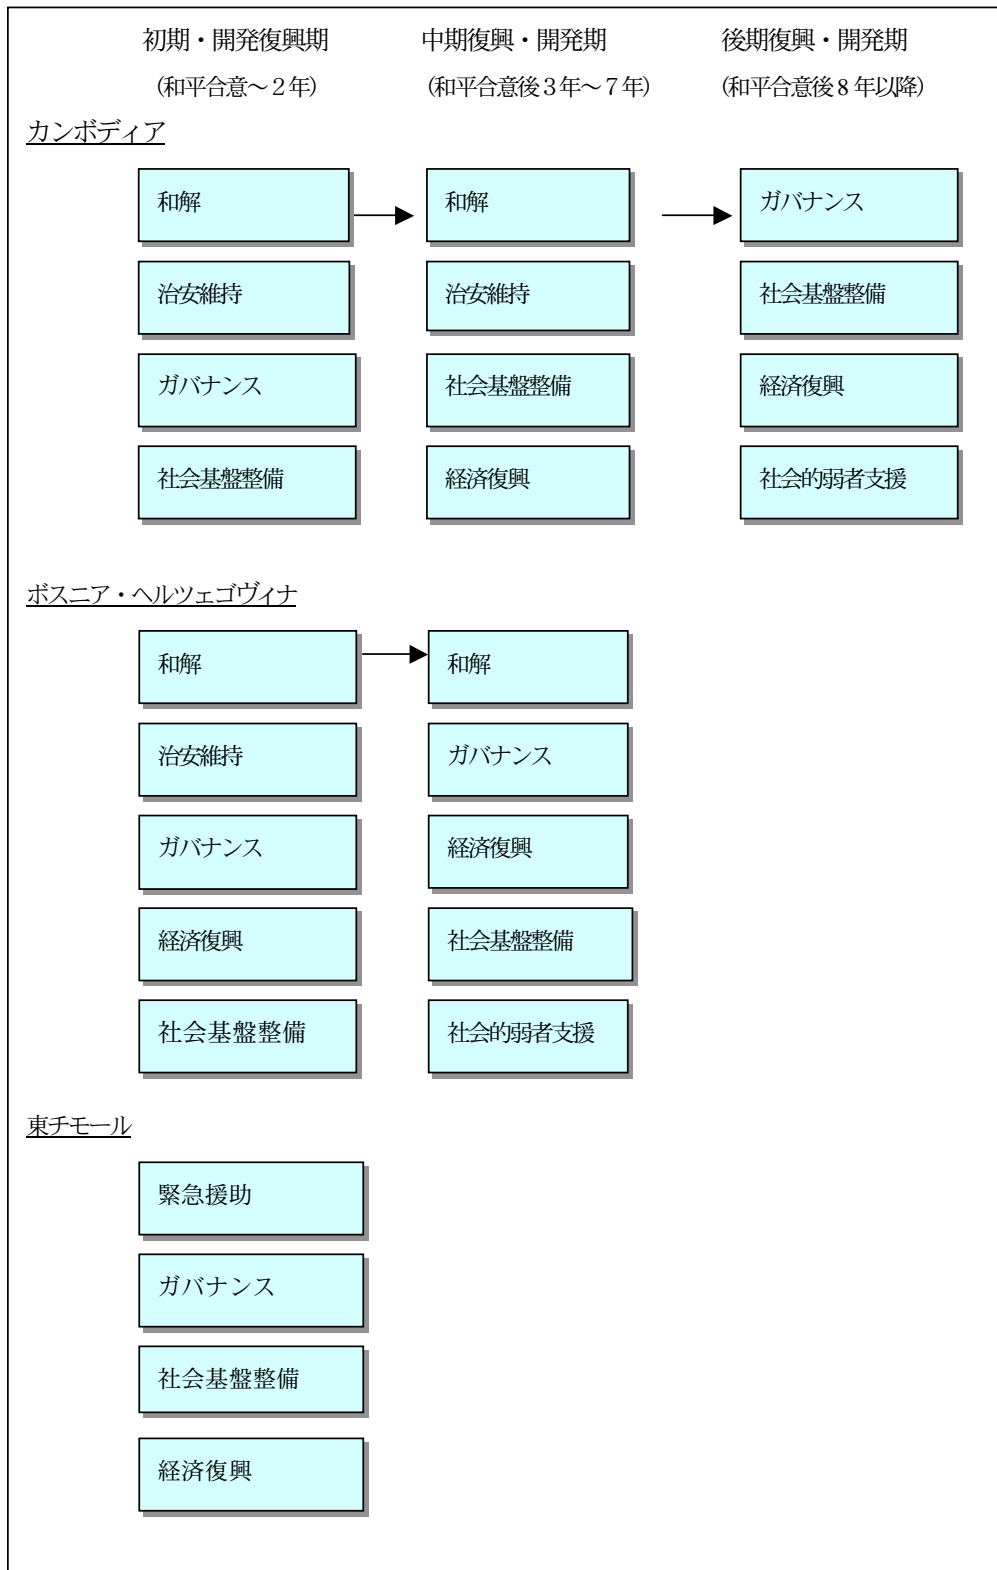 初期・開発復興期 中期復興・開発期 後期復興・開発期
(和平合意～２年) (和平合意後３年～７年) (和平合意後８年以降)
カンボディア
和解 和解 ガバナンス
治安維持 治安維持 社会基盤整備
ガバナンス 社会基盤整備 経済復興
社会基盤整備 経済復興 社会的弱者支援
ボスニア・ヘルツェゴヴィナ
和解 和解
治安維持 ガバナンス
ガバナンス 経済復興
経済復興 社会基盤整備
社会基盤整備 社会的弱者支援
東チモール
緊急援助
ガバナンス
社会基盤整備
経済復興